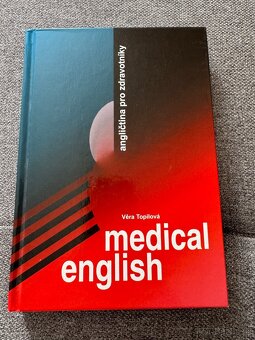 angličtina pro zdravotníky
Věra Topilová
medical
english